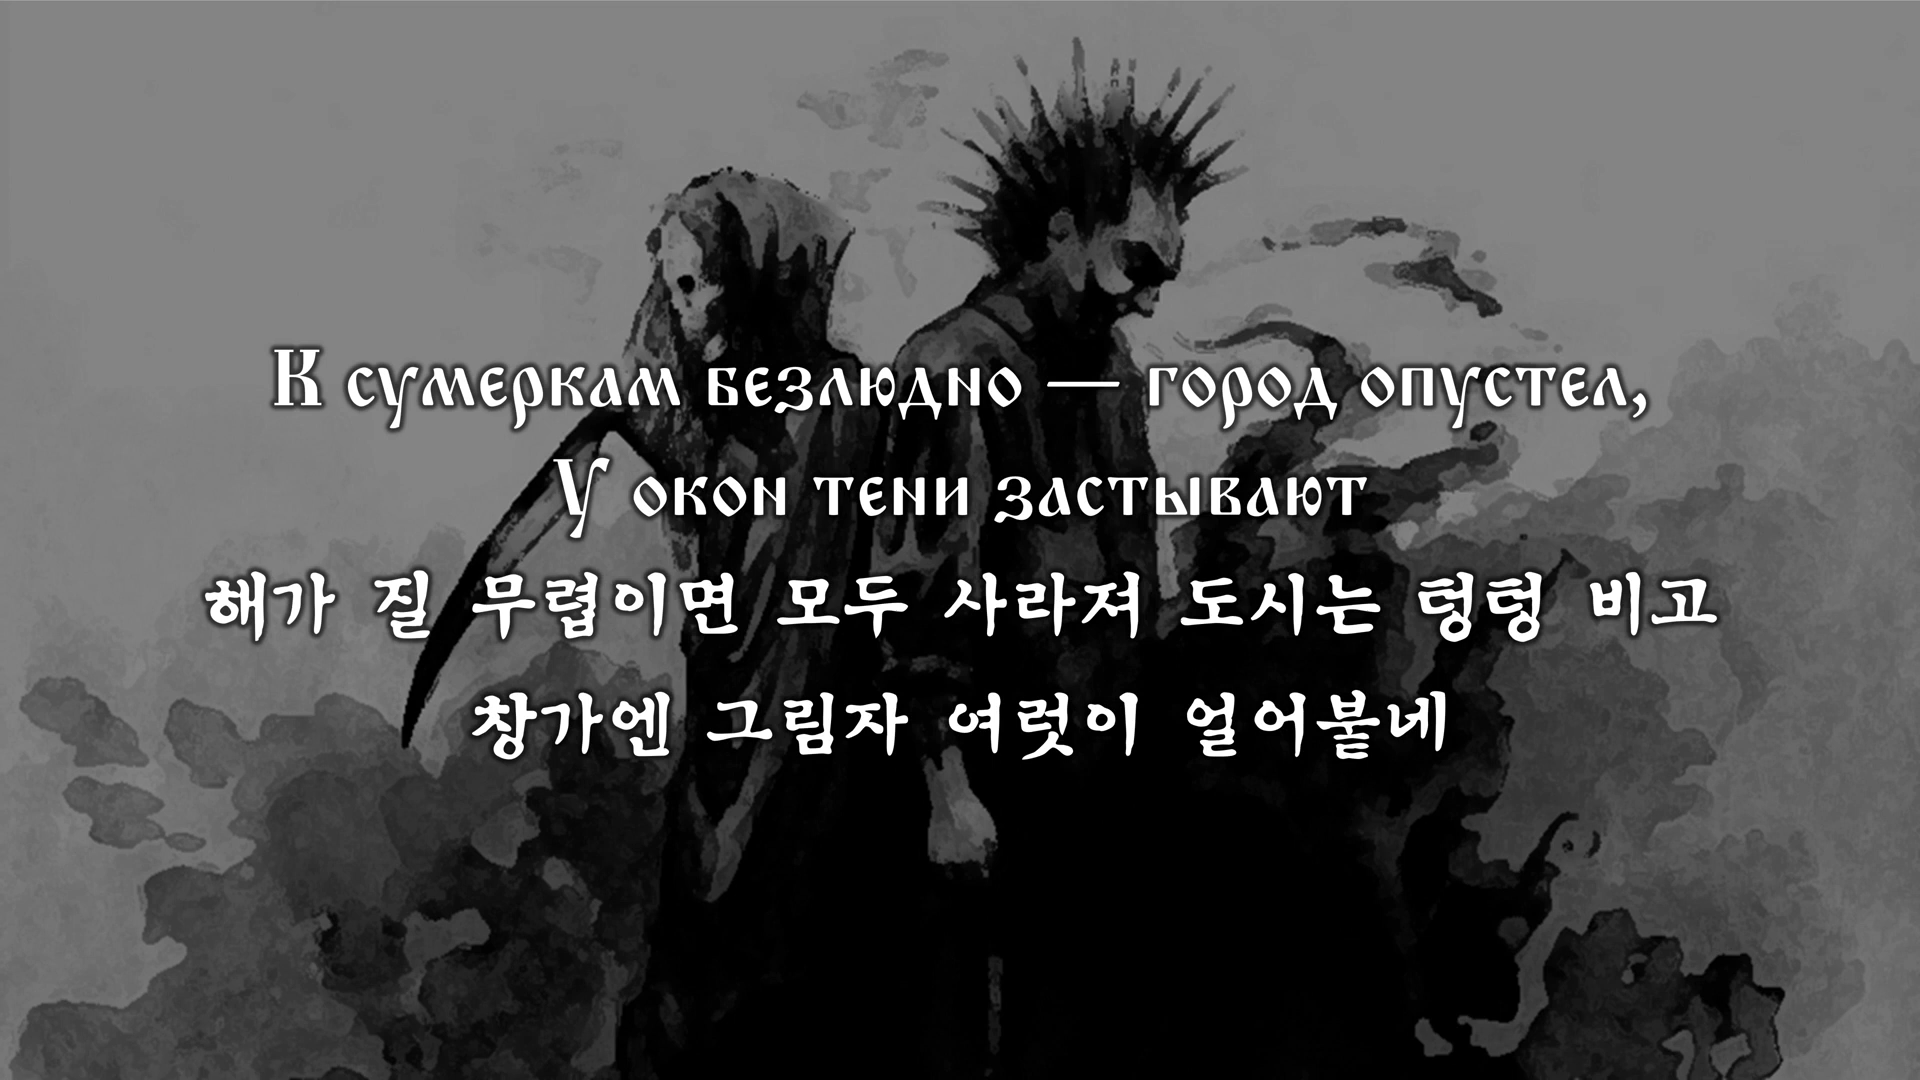 К сумеркам безлюдно — город опустел,
У окон тени застывают
해가 질 무렵이면 모두 사라져 도시는 텅텅 비고
창가엔 그림자 여럿이 얼어붙네